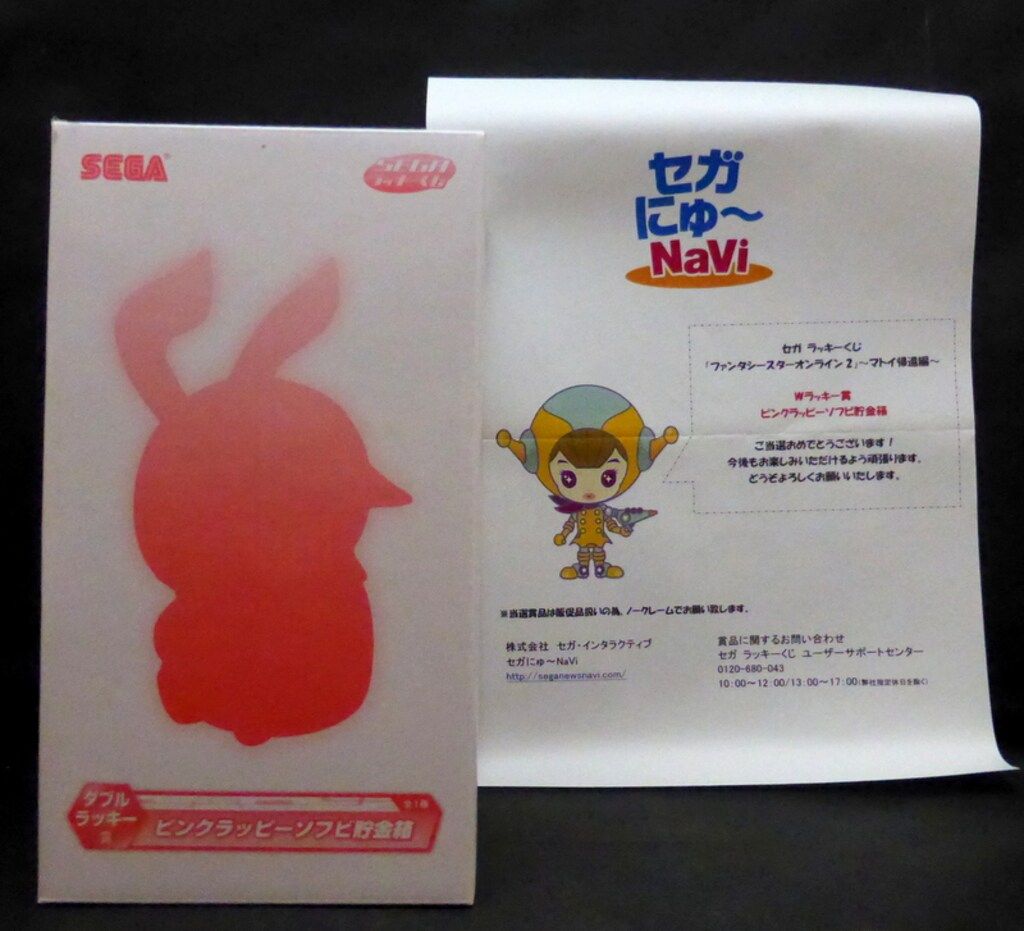 SEGA
SEGA
ラッキーくじ
ダブル
ラッキー
賞
全1種
ピンクラッピーソフビ貯金箱
セガ
にゅ〜
NaVi
セガ ラッキーくじ
「ファンタシースターオンライン2」〜マトイ帰還編〜
Wラッキー賞
ピンクラッピーソフビ貯金箱
ご当選おめでとうございます！
今後もお楽しみいただけるよう頑張ります。
どうぞよろしくお願いいたします。
※当選賞品は販促品扱いの為、ノークレームでお願い致します。
株式会社 セガ・インタラクティブ
セガにゅ〜NaVi
http://seganewsnavi.com/
賞品に関するお問い合わせ
セガ ラッキーくじ ユーザーサポートセンター
0120-680-043
10:00〜12:00/13:00〜17:00(弊社指定休日を除く)